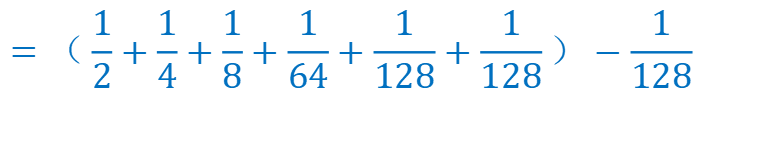 = （1/2 + 1/4 + 1/8 + 1/64 + 1/128 + 1/128） − 1/128